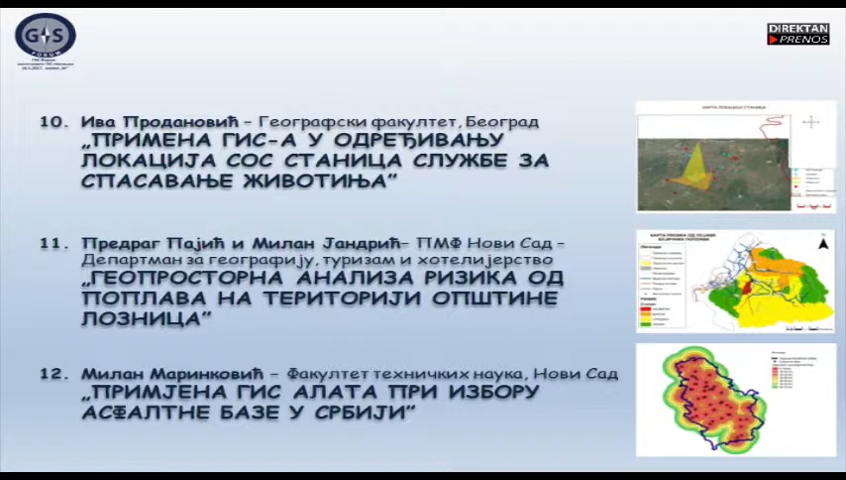 GIS
FORUM
DIREKTAN
PRENOS
10. Ива Продановић – Географски факултет, Београд
„ПРИМЕНА ГИС-А У ОДРЕЂИВАЊУ
ЛОКАЦИЈА СОС СТАНИЦА СЛУЖБЕ ЗА
СПАСАВАЊЕ ЖИВОТИЊА”
11. Предраг Пајић и Милан Јандрић– ПМФ Нови Сад –
Департман за географију, туризам и хотелијерство
„ГЕОПРОСТОРНА АНАЛИЗА РИЗИКА ОД
ПОПЛАВА НА ТЕРИТОРИЈИ ОПШТИНЕ
ЛОЗНИЦА”
12. Милан Маринковић – Факултет техничких наука, Нови Сад
„ПРИМЈЕНА ГИС АЛАТА ПРИ ИЗБОРУ
АСФАЛТНЕ БАЗЕ У СРБИЈИ”